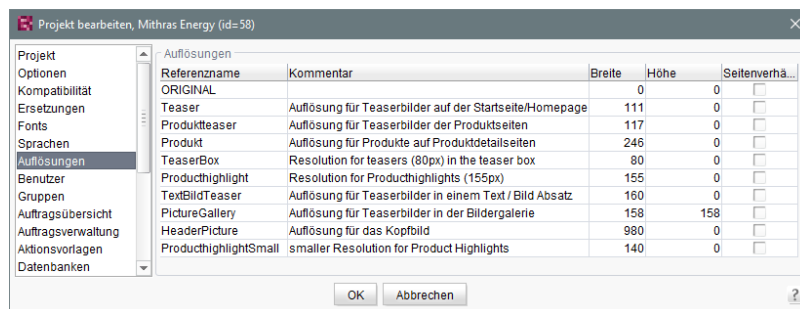 Projekt bearbeiten, Mithras Energy (id=58)
Projekt
Optionen
Kompatibilität
Ersetzungen
Fonts
Sprachen
Auflösungen
Benutzer
Gruppen
Auftragsübersicht
Auftragsverwaltung
Aktionsvorlagen
Datenbanken
Auflösungen
Referenzname Kommentar Breite Höhe Seitenverhä...
ORIGINAL 0 0
Teaser Auflösung für Teaserbilder auf der Startseite/Homepage 111 0
Produktteaser Auflösung für Teaserbilder der Produktseiten 117 0
Produkt Auflösung für Produkte auf Produktdetailseiten 246 0
TeaserBox Resolution for teasers (80px) in the teaser box 80 0
Producthighlight Resolution for Producthighlights (155px) 155 0
TextBildTeaser Auflösung für Teaserbilder in einem Text / Bild Absatz 160 0
PictureGallery Auflösung für Teaserbilder in der Bildergalerie 158 158
HeaderPicture Auflösung für das Kopfbild 980 0
ProducthighlightSmall smaller Resolution for Product Highlights 140 0
OK Abbrechen ?